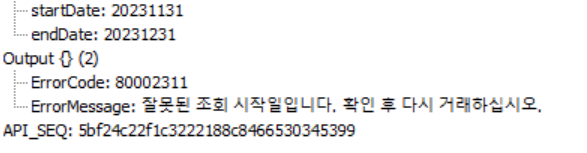 startDate: 20231131
endDate: 20231231
Output {} (2)
ErrorCode: 80002311
ErrorMessage: 잘못된 조회 시작일입니다. 확인 후 다시 거래하십시오.
API_SEQ: 5bf24c22f1c3222188c8466530345399